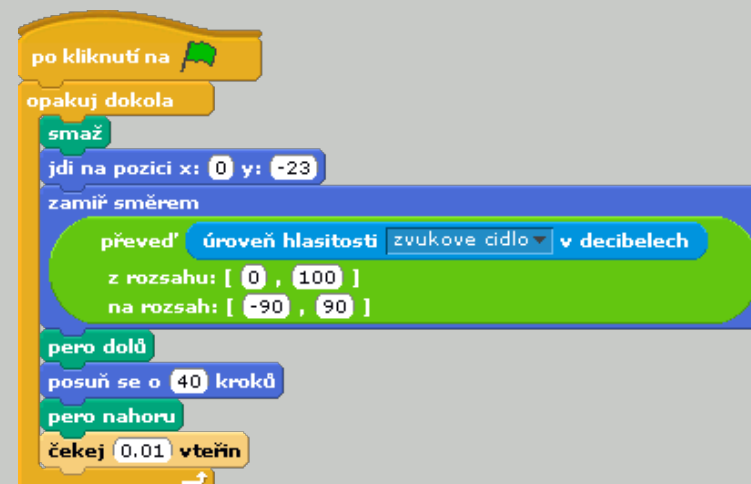 po kliknutí na
opakuj dokola
smaž
jdi na pozici x: 0 y: -23
zamiř směrem
převeď úroveň hlasitosti zvukove cidlo v decibelech
z rozsahu: [ 0 , 100 ]
na rozsah: [ -90 , 90 ]
pero dolů
posuň se o 40 kroků
pero nahoru
čekej 0.01 vteřin